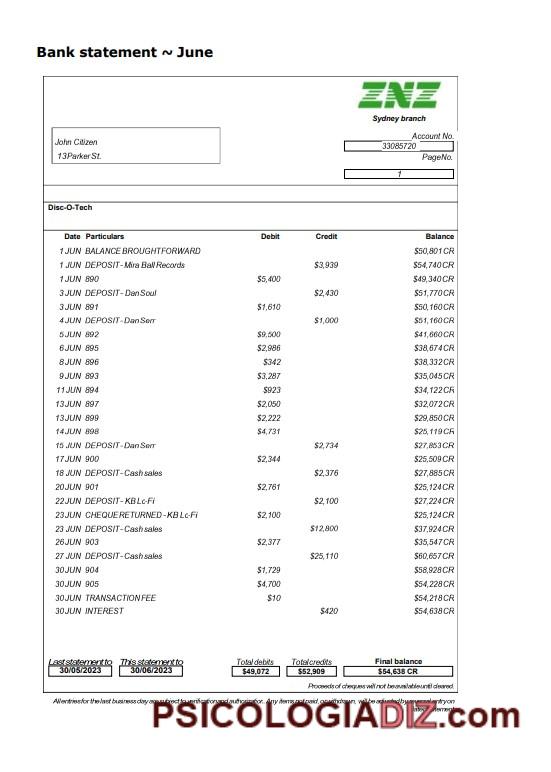 Bank statement ~ June
ZNZ
Sydney branch
Account No.
John Citizen
33085720
13 Parker St.
Page No.
1
Disc-O-Tech
Date Particulars Debit Credit Balance
1 JUN BALANCE BROUGHT FORWARD $50,801 CR
1 JUN DEPOSIT - Mira Ball Records $3,939 $54,740 CR
1 JUN 890 $5,400 $49,340 CR
3 JUN DEPOSIT - Dan Soul $2,430 $51,770 CR
3 JUN 891 $1,610 $50,160 CR
4 JUN DEPOSIT - Dan Serr $1,000 $51,160 CR
5 JUN 892 $9,500 $41,660 CR
6 JUN 895 $2,986 $38,674 CR
8 JUN 896 $342 $38,332 CR
9 JUN 893 $3,287 $35,045 CR
11 JUN 894 $923 $34,122 CR
13 JUN 897 $2,050 $32,072 CR
13 JUN 899 $2,222 $29,850 CR
14 JUN 898 $4,731 $25,119 CR
15 JUN DEPOSIT - Dan Serr $2,734 $27,853 CR
17 JUN 900 $2,344 $25,509 CR
18 JUN DEPOSIT - Cash sales $2,376 $27,885 CR
20 JUN 901 $2,761 $25,124 CR
22 JUN DEPOSIT - KB Lo-Fi $2,100 $27,224 CR
23 JUN CHEQUE RETURNED - KB Lo-Fi $2,100 $25,124 CR
23 JUN DEPOSIT - Cash sales $12,800 $37,924 CR
26 JUN 903 $2,377 $35,547 CR
27 JUN DEPOSIT - Cash sales $25,110 $60,657 CR
30 JUN 904 $1,729 $58,928 CR
30 JUN 905 $4,700 $54,228 CR
30 JUN TRANSACTION FEE $10 $54,218 CR
30 JUN INTEREST $420 $54,638 CR
Last statement to This statement to Total debits Total credits Final balance
30/05/2023 30/06/2023 $49,072 $52,909 $54,638 CR
Proceeds of cheques will not be available until cleared.
All entries for the last business day are subject to verification and authorization. Any items not paid, or withdrawn, will be adjusted by reversal entry on
PSICOLOGIADIZ.com